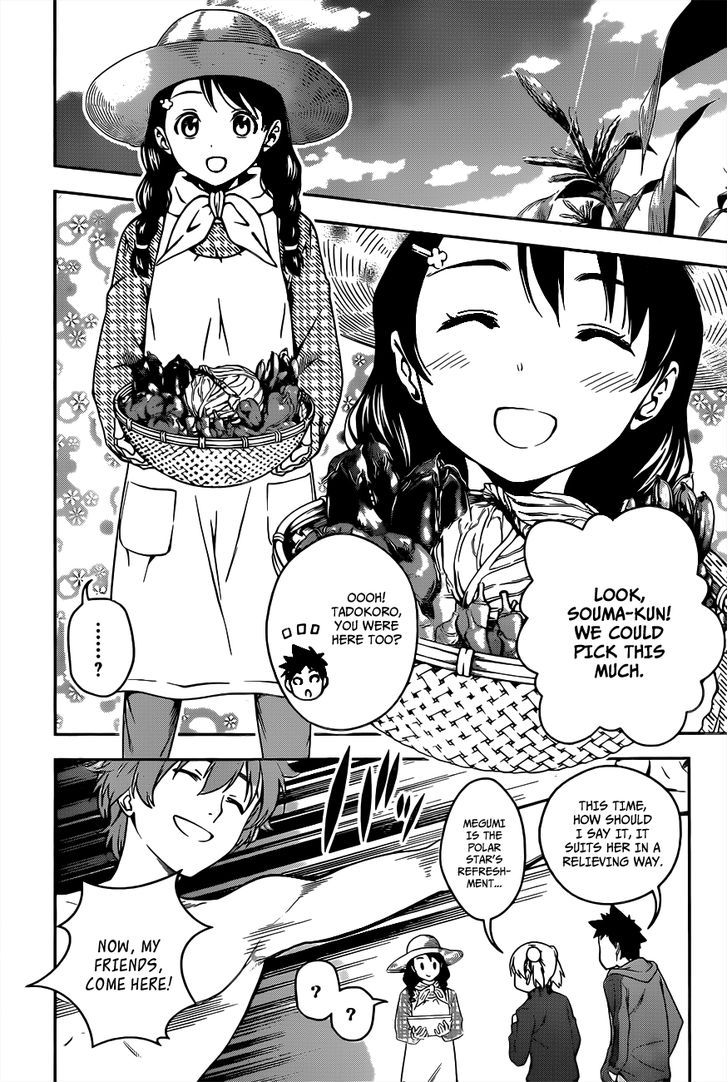 LOOK,
SOUMA-KUN!
WE COULD
PICK THIS
MUCH.
OOOH!
TADOKORO,
YOU WERE
HERE TOO?
......
?
THIS TIME,
HOW SHOULD
I SAY IT, IT
SUITS HER IN A
RELIEVING WAY.
MEGUMI
IS THE
POLAR
STAR'S
REFRESH-
MENT...
NOW, MY
FRIENDS,
COME HERE!
?
?